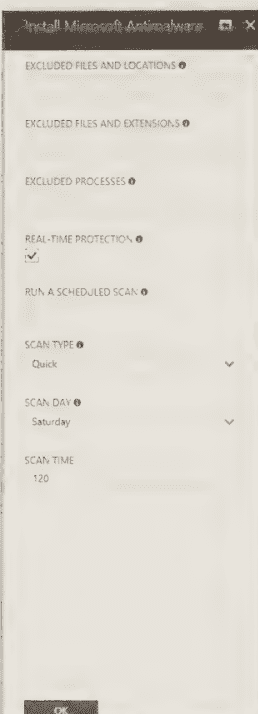 Install Microsoft Antimalware
EXCLUDED FILES AND LOCATIONS
EXCLUDED FILES AND EXTENSIONS
EXCLUDED PROCESSES
REAL-TIME PROTECTION
RUN A SCHEDULED SCAN
SCAN TYPE
Quick
SCAN DAY
Saturday
SCAN TIME
120
OK